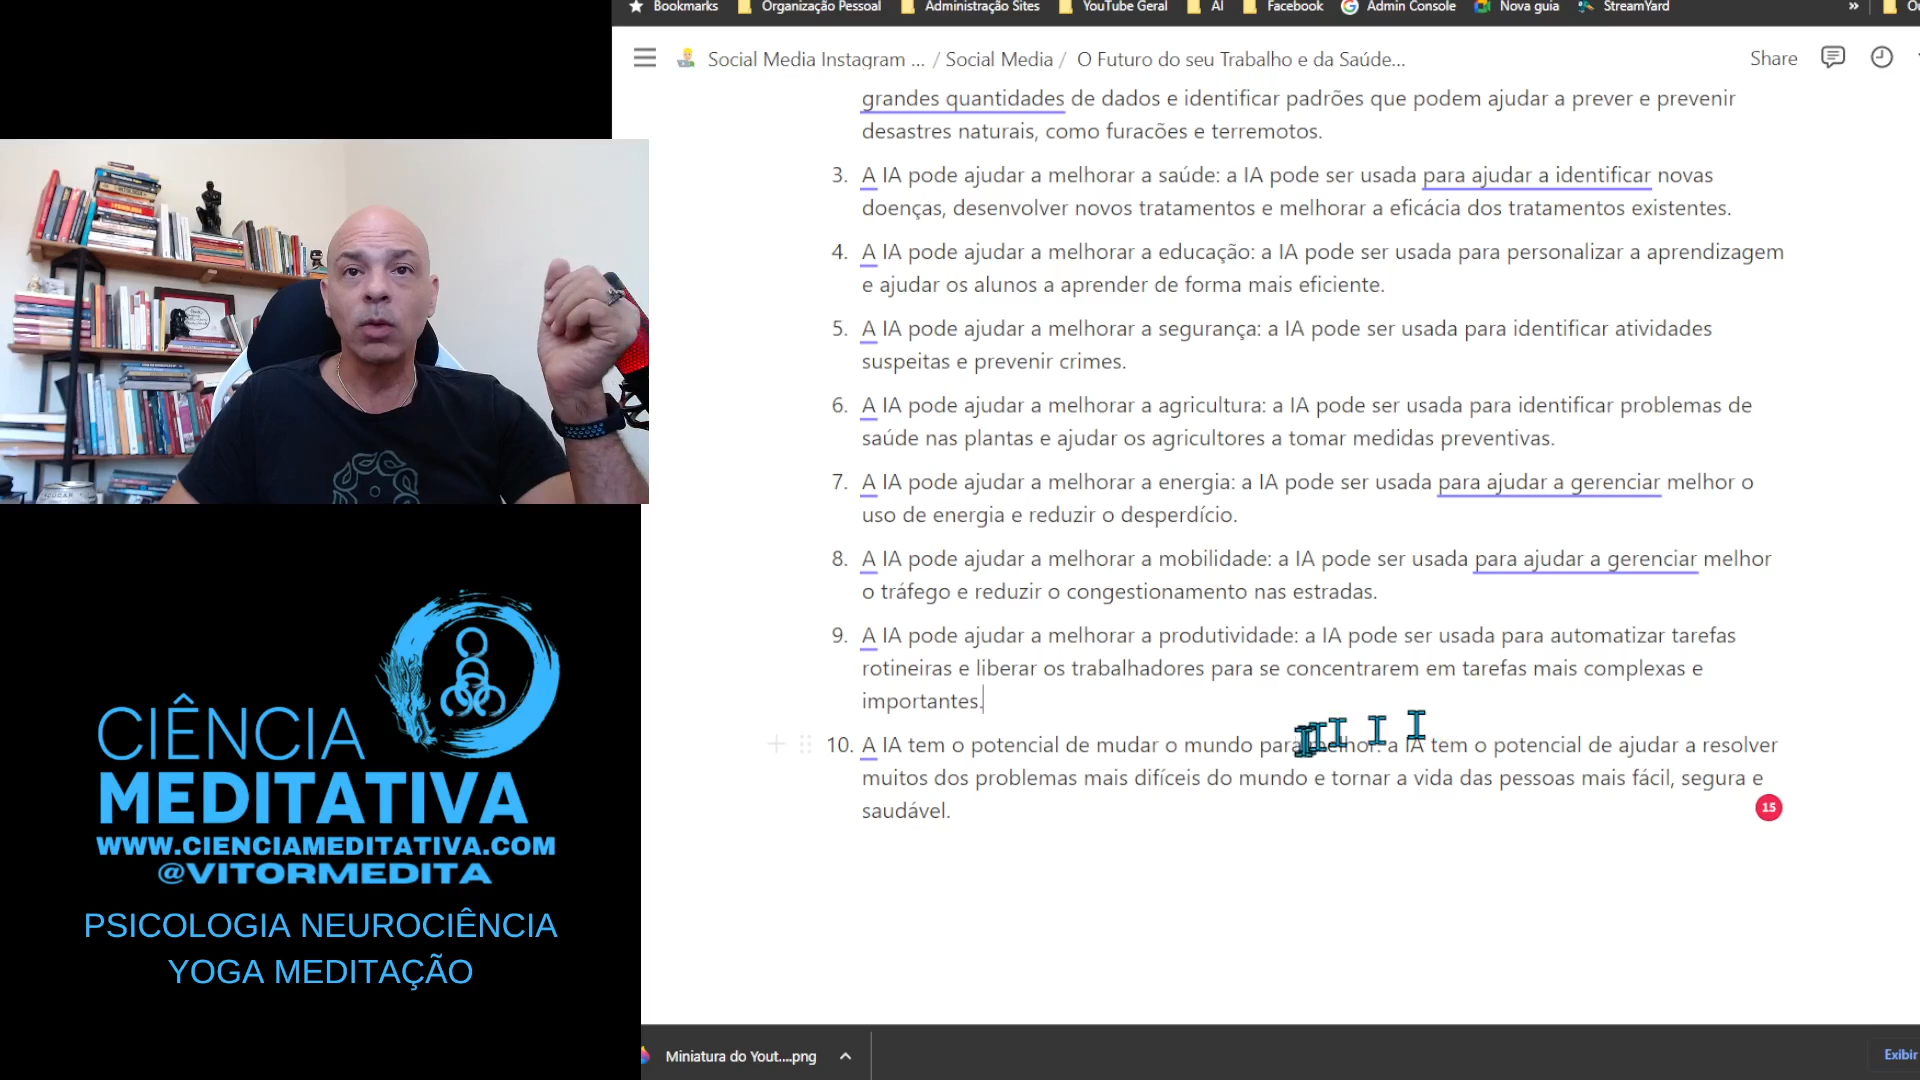 Bookmarks Organização Pessoal Administração Sites YouTube Geral AI Facebook Admin Console Nova guia StreamYard »
Social Media Instagram ... / Social Media / O Futuro do seu Trabalho e da Saúde... Share
grandes quantidades de dados e identificar padrões que podem ajudar a prever e prevenir
desastres naturais, como furacões e terremotos.
3. A IA pode ajudar a melhorar a saúde: a IA pode ser usada para ajudar a identificar novas
doenças, desenvolver novos tratamentos e melhorar a eficácia dos tratamentos existentes.
4. A IA pode ajudar a melhorar a educação: a IA pode ser usada para personalizar a aprendizagem
e ajudar os alunos a aprender de forma mais eficiente.
5. A IA pode ajudar a melhorar a segurança: a IA pode ser usada para identificar atividades
suspeitas e prevenir crimes.
6. A IA pode ajudar a melhorar a agricultura: a IA pode ser usada para identificar problemas de
saúde nas plantas e ajudar os agricultores a tomar medidas preventivas.
7. A IA pode ajudar a melhorar a energia: a IA pode ser usada para ajudar a gerenciar melhor o
uso de energia e reduzir o desperdício.
8. A IA pode ajudar a melhorar a mobilidade: a IA pode ser usada para ajudar a gerenciar melhor
o tráfego e reduzir o congestionamento nas estradas.
9. A IA pode ajudar a melhorar a produtividade: a IA pode ser usada para automatizar tarefas
rotineiras e liberar os trabalhadores para se concentrarem em tarefas mais complexas e
importantes.
10. A IA tem o potencial de mudar o mundo para melhor: a IA tem o potencial de ajudar a resolver
muitos dos problemas mais difíceis do mundo e tornar a vida das pessoas mais fácil, segura e
saudável.
15
CIÊNCIA
MEDITATIVA
WWW.CIENCIAMEDITATIVA.COM
@VITORMEDITA
PSICOLOGIA NEUROCIÊNCIA
YOGA MEDITAÇÃO
Miniatura do Yout....png
Exibir